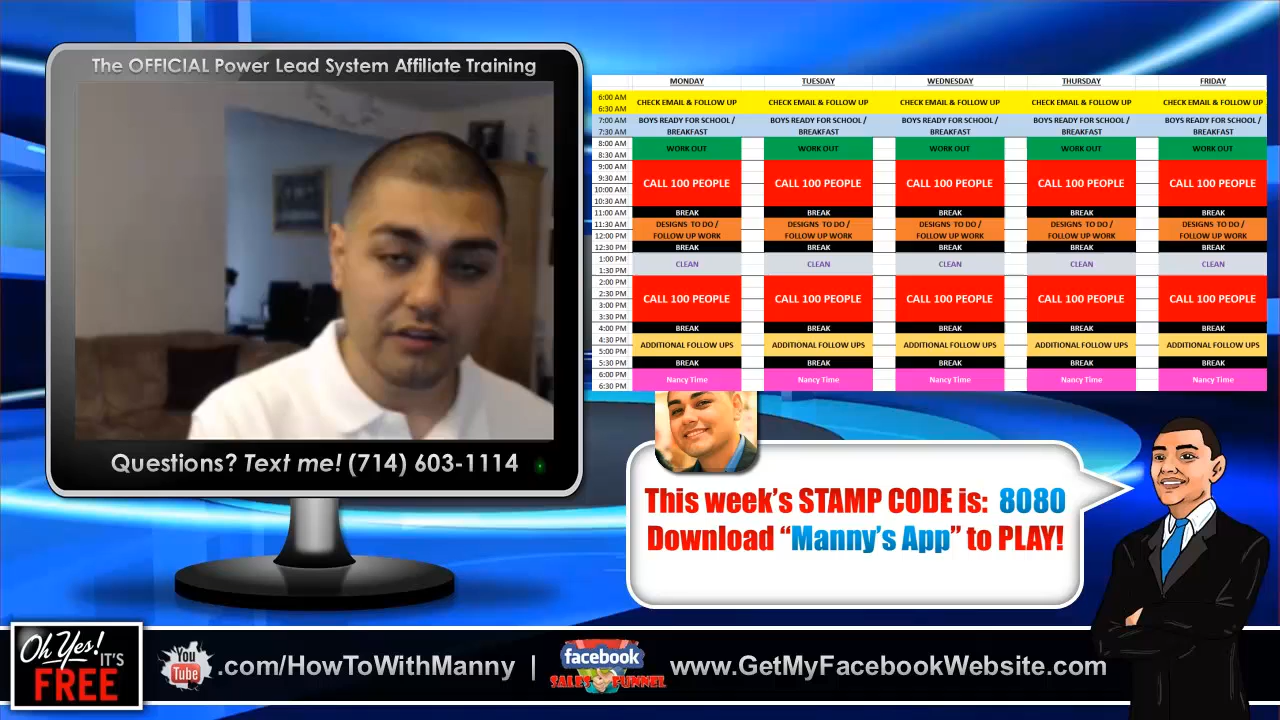 The OFFICIAL Power Lead System Affiliate Training
Questions? Text me! (714) 603-1114
MONDAY TUESDAY WEDNESDAY THURSDAY FRIDAY
6:00 AM
CHECK EMAIL & FOLLOW UP CHECK EMAIL & FOLLOW UP CHECK EMAIL & FOLLOW UP CHECK EMAIL & FOLLOW UP CHECK EMAIL & FOLLOW UP
6:30 AM
7:00 AM BOYS READY FOR SCHOOL / BOYS READY FOR SCHOOL / BOYS READY FOR SCHOOL / BOYS READY FOR SCHOOL / BOYS READY FOR SCHOOL /
7:30 AM BREAKFAST BREAKFAST BREAKFAST BREAKFAST BREAKFAST
8:00 AM
WORK OUT WORK OUT WORK OUT WORK OUT WORK OUT
8:30 AM
9:00 AM
9:30 AM
CALL 100 PEOPLE CALL 100 PEOPLE CALL 100 PEOPLE CALL 100 PEOPLE CALL 100 PEOPLE
10:00 AM
10:30 AM
11:00 AM BREAK BREAK BREAK BREAK BREAK
11:30 AM DESIGNS TO DO / DESIGNS TO DO / DESIGNS TO DO / DESIGNS TO DO / DESIGNS TO DO /
12:00 PM FOLLOW UP WORK FOLLOW UP WORK FOLLOW UP WORK FOLLOW UP WORK FOLLOW UP WORK
12:30 PM BREAK BREAK BREAK BREAK BREAK
1:00 PM
CLEAN CLEAN CLEAN CLEAN CLEAN
1:30 PM
2:00 PM
2:30 PM
CALL 100 PEOPLE CALL 100 PEOPLE CALL 100 PEOPLE CALL 100 PEOPLE CALL 100 PEOPLE
3:00 PM
3:30 PM
4:00 PM BREAK BREAK BREAK BREAK BREAK
4:30 PM
ADDITIONAL FOLLOW UPS ADDITIONAL FOLLOW UPS ADDITIONAL FOLLOW UPS ADDITIONAL FOLLOW UPS ADDITIONAL FOLLOW UPS
5:00 PM
5:30 PM BREAK BREAK BREAK BREAK BREAK
6:00 PM
Nancy Time Nancy Time Nancy Time Nancy Time Nancy Time
6:30 PM
This week's STAMP CODE is: 8080
Download “Manny's App” to PLAY!
Oh Yes!
IT'S
FREE
You
Tube
.com/HowToWithManny |
facebook
SALES FUNNEL
www.GetMyFacebookWebsite.com